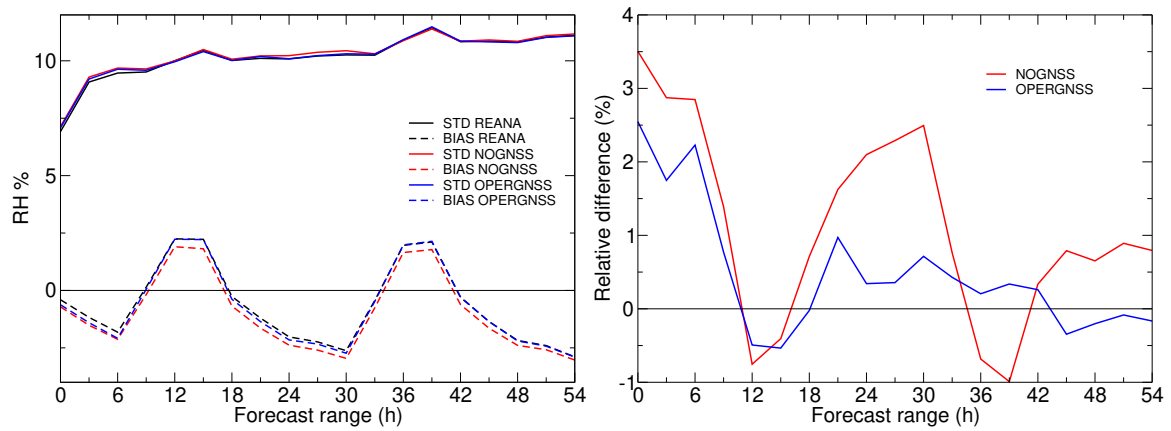 10
5
0
RH %
STD REANA
BIAS REANA
STD NOGNSS
BIAS NOGNSS
STD OPERGNSS
BIAS OPERGNSS
0 6 12 18 24 30 36 42 48 54
Forecast range (h)
4
3
2
1
0
-1
Relative difference (%)
NOGNSS
OPERGNSS
0 6 12 18 24 30 36 42 48 54
Forecast range (h)